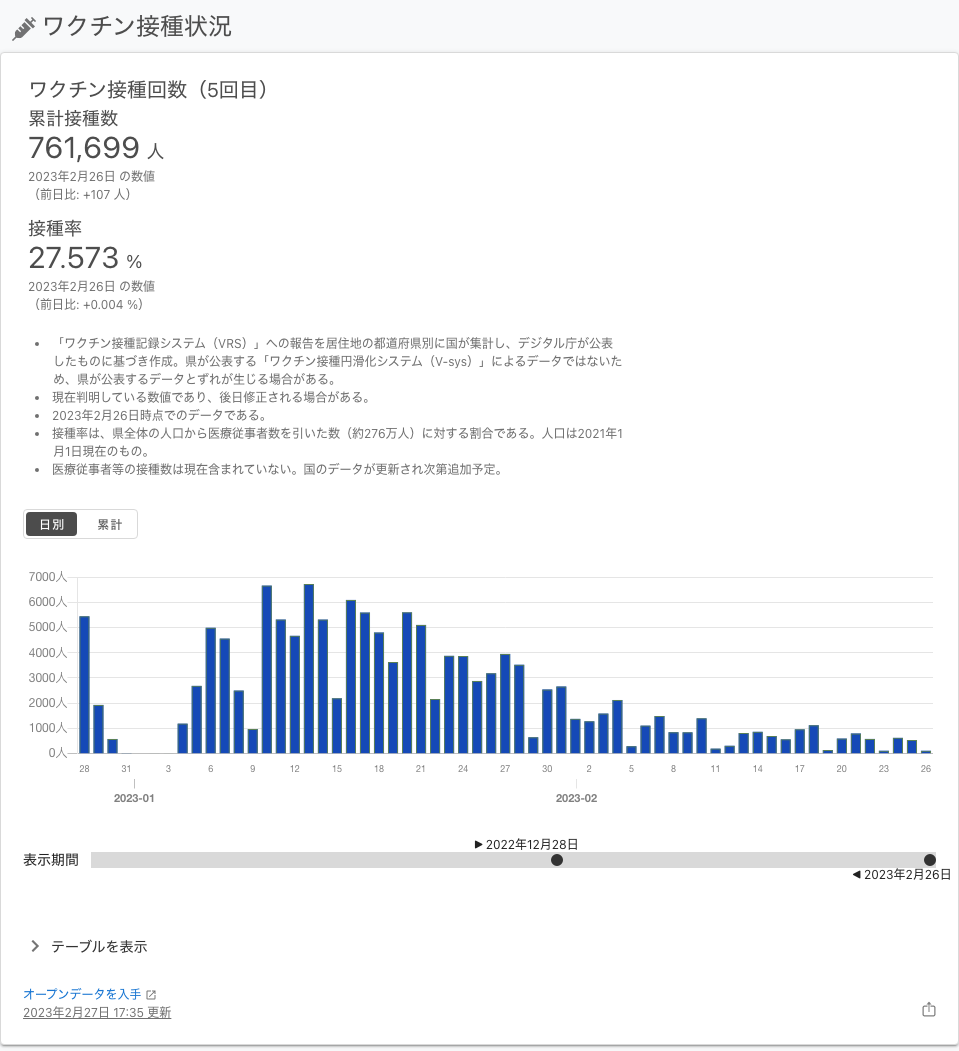 ワクチン接種状況
ワクチン接種回数（5回目）
累計接種数
761,699 人
2023年2月26日 の数値
（前日比: +107 人）
接種率
27.573 %
2023年2月26日 の数値
（前日比: +0.004 %）
• 「ワクチン接種記録システム（VRS）」への報告を居住地の都道府県別に国が集計し、デジタル庁が公表
したものに基づき作成。県が公表する「ワクチン接種円滑化システム（V-sys）」によるデータではないた
め、県が公表するデータとずれが生じる場合がある。
• 現在判明している数値であり、後日修正される場合がある。
• 2023年2月26日時点でのデータである。
• 接種率は、県全体の人口から医療従事者数を引いた数（約276万人）に対する割合である。人口は2021年1
月1日現在のもの。
• 医療従事者等の接種数は現在含まれていない。国のデータが更新され次第追加予定。
日別 累計
7000人
6000人
5000人
4000人
3000人
2000人
1000人
0人
28 31 3 6 9 12 15 18 21 24 27 30 2 5 8 11 14 17 20 23 26
2023-01 2023-02
▶ 2022年12月28日
表示期間
◀ 2023年2月26日
テーブルを表示
オープンデータを入手
2023年2月27日 17:35 更新